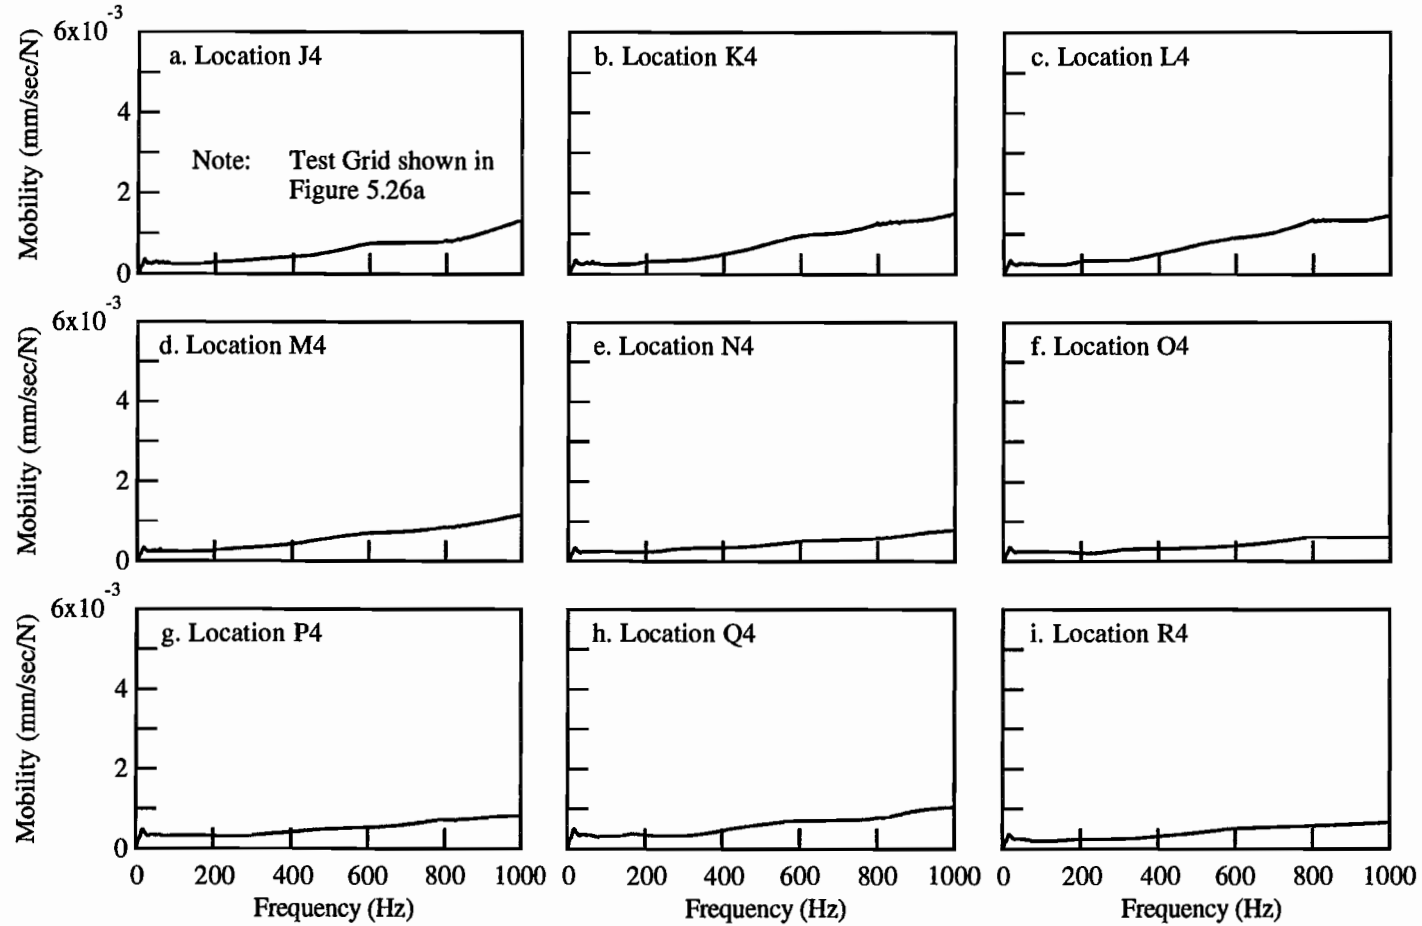 6x10^-3
a. Location J4
b. Location K4
c. Location L4
Mobility (mm/sec/N)
4
Note: Test Grid shown in
Figure 5.26a
2
0
6x10^-3
d. Location M4
e. Location N4
f. Location O4
Mobility (mm/sec/N)
4
2
0
6x10^-3
g. Location P4
h. Location Q4
i. Location R4
Mobility (mm/sec/N)
4
2
0
0 200 400 600 800 1000 0 200 400 600 800 1000 0 200 400 600 800 1000
Frequency (Hz) Frequency (Hz) Frequency (Hz)